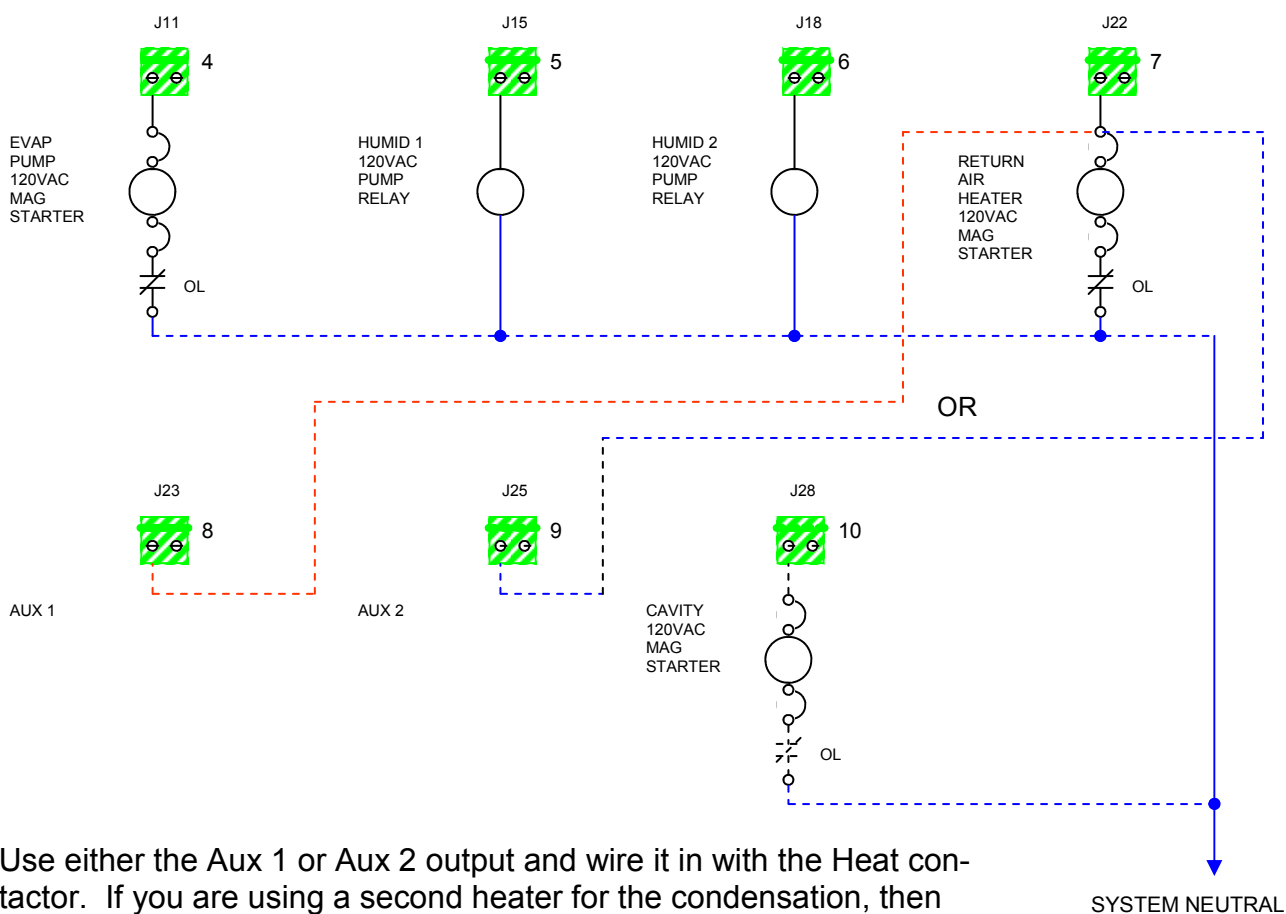 J11
J15
J18
J22
4
5
6
7
EVAP
PUMP
120VAC
MAG
STARTER
HUMID 1
120VAC
PUMP
RELAY
HUMID 2
120VAC
PUMP
RELAY
RETURN
AIR
HEATER
120VAC
MAG
STARTER
OL
OL
OR
J23
J25
J28
8
9
10
AUX 1
AUX 2
CAVITY
120VAC
MAG
STARTER
OL
Use either the Aux 1 or Aux 2 output and wire it in with the Heat con-
tactor. If you are using a second heater for the condensation, then
SYSTEM NEUTRAL